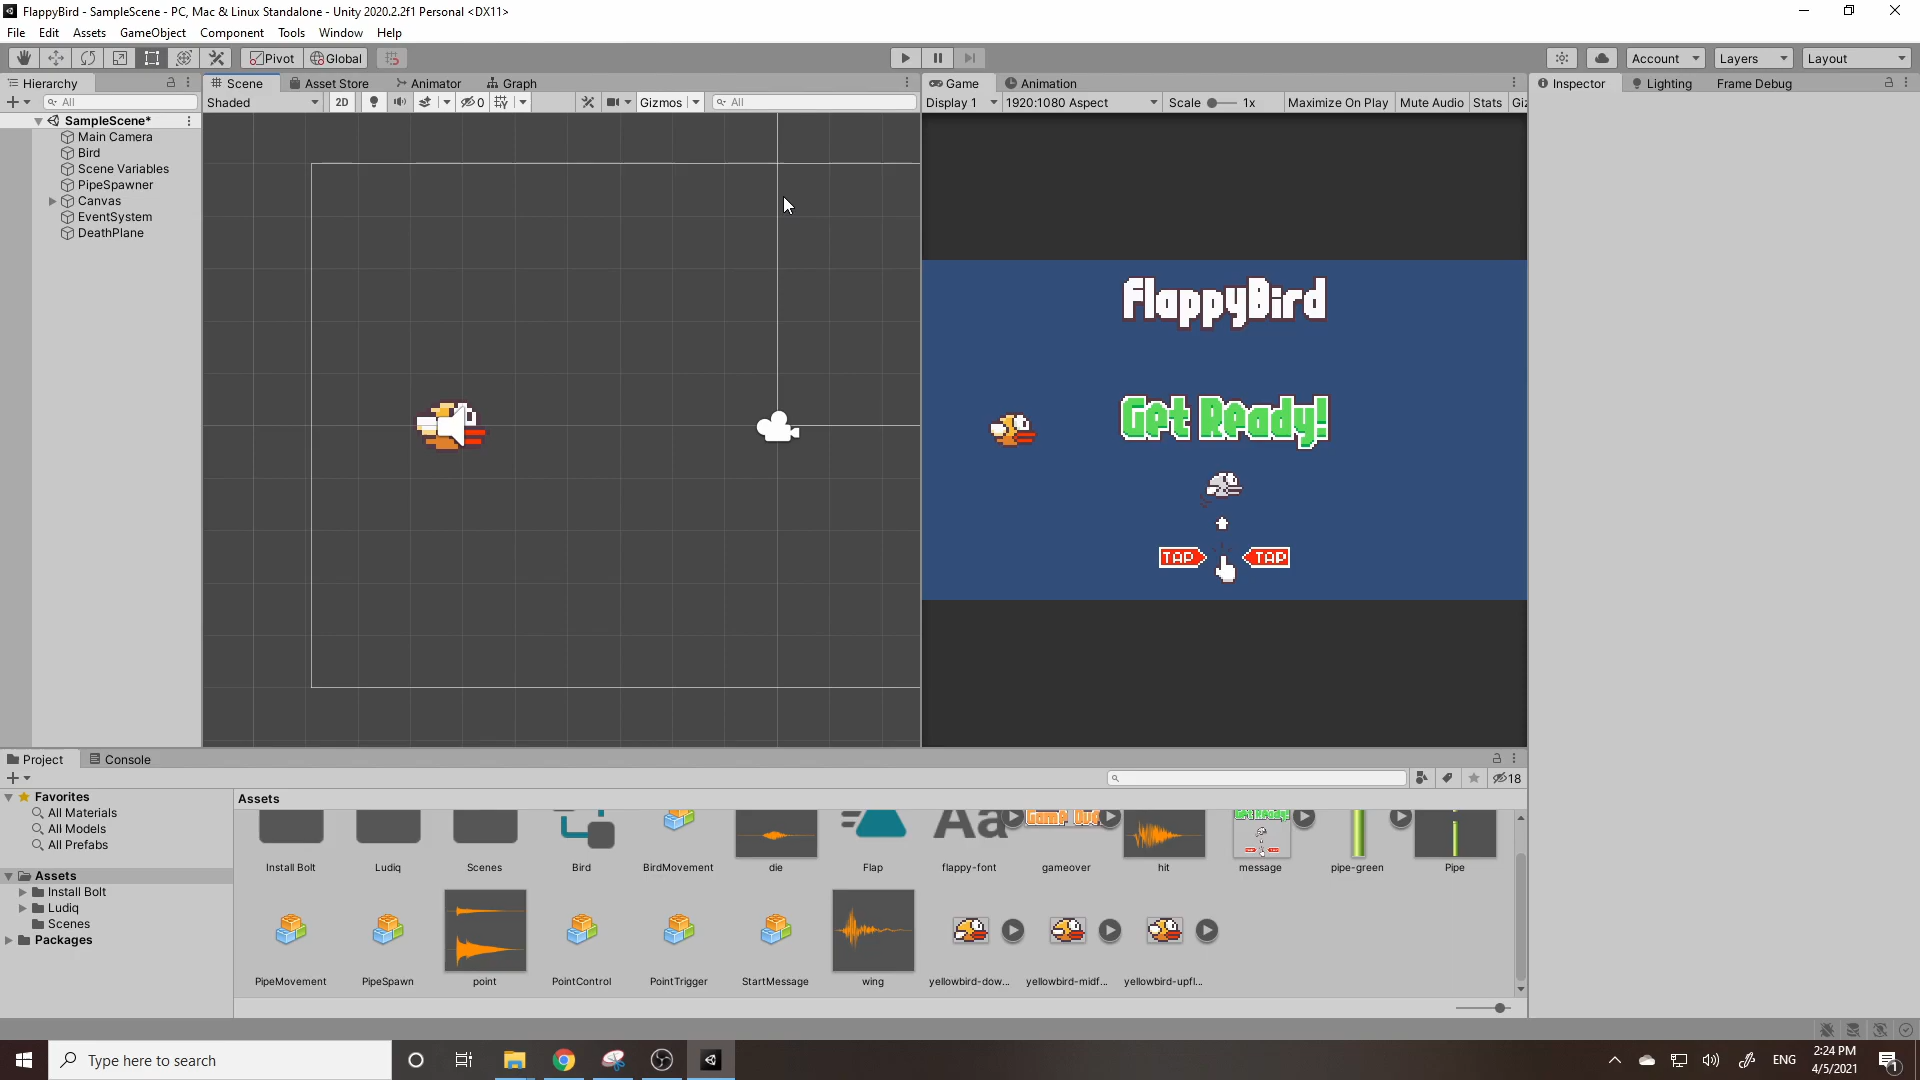 FlappyBird - SampleScene - PC, Mac & Linux Standalone - Unity 2020.2.2f1 Personal <DX11>
File Edit Assets GameObject Component Tools Window Help
Pivot Global Account Layers Layout
Hierarchy Scene Asset Store Animator Graph Game Animation Inspector Lighting Frame Debug
All Shaded 2D 0 Gizmos All Display 1 1920:1080 Aspect Scale 1x Maximize On Play Mute Audio Stats Giz
SampleScene*
Main Camera
Bird
Scene Variables
PipeSpawner
Canvas
EventSystem
DeathPlane
FlappyBird
Get Ready!
TAP TAP
Project Console
18
Favorites
All Materials
All Models
All Prefabs
Assets
Install Bolt
Ludiq
Scenes
Packages
Assets
Aa
Install Bolt Ludiq Scenes Bird BirdMovement die Flap flappy-font gameover hit message pipe-green Pipe
PipeMovement PipeSpawn point PointControl PointTrigger StartMessage wing yellowbird-dow... yellowbird-midf... yellowbird-upfl...
Type here to search
ENG
2:24 PM
4/5/2021
1